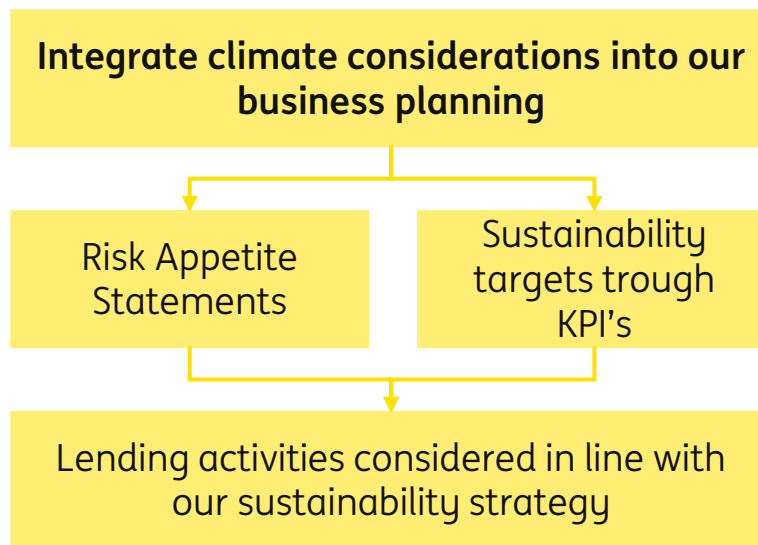 Integrate climate considerations into our
business planning
Risk Appetite
Statements
Sustainability
targets trough
KPI's
Lending activities considered in line with
our sustainability strategy